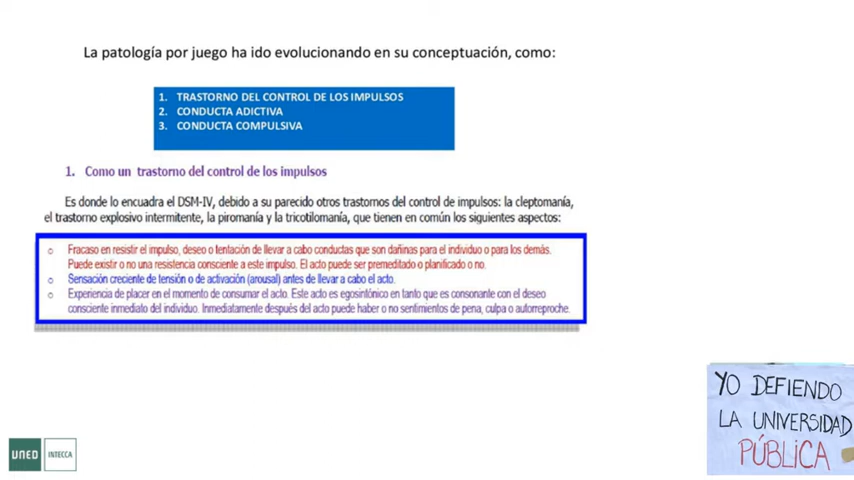 La patología por juego ha ido evolucionando en su conceptuación, como:
1. TRASTORNO DEL CONTROL DE LOS IMPULSOS
2. CONDUCTA ADICTIVA
3. CONDUCTA COMPULSIVA
1. Como un trastorno del control de los impulsos
Es donde lo encuadra el DSM-IV, debido a su parecido otros trastornos del control de impulsos: la cleptomanía,
el trastorno explosivo intermitente, la piromanía y la tricotilomanía, que tienen en común los siguientes aspectos:
o Fracaso en resistir el impulso, deseo o tentación de llevar a cabo conductas que son dañinas para el individuo o para los demás.
Puede existir o no una resistencia consciente a este impulso. El acto puede ser premeditado o planificado o no.
o Sensación creciente de tensión o de activación (arousal) antes de llevar a cabo el acto.
o Experiencia de placer en el momento de consumar el acto. Este acto es egosintónico en tanto que es consonante con el deseo
consciente inmediato del individuo. Inmediatamente después del acto puede haber o no sentimientos de pena, culpa o autorreproche.
YO DEFIENDO
LA UNIVERSIDAD
PÚBLICA
UNED INTECCA